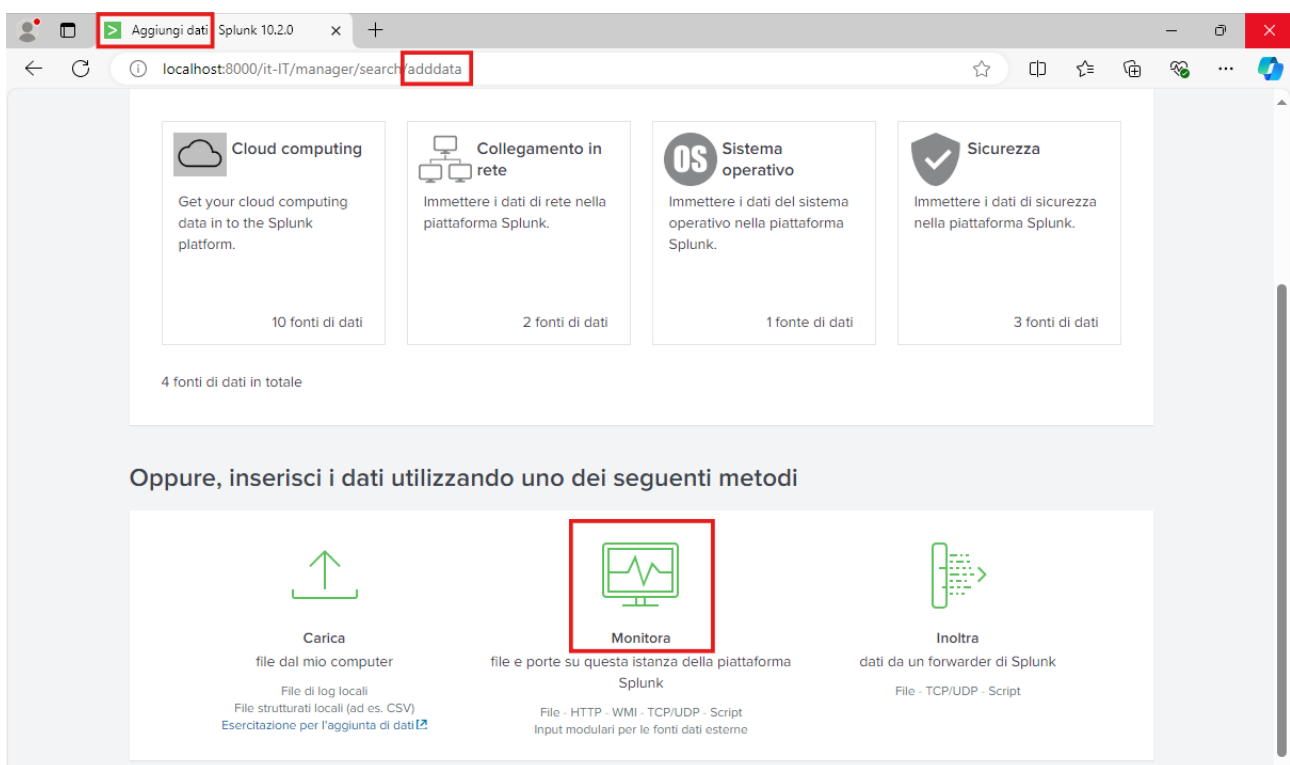 Aggiungi dati - Splunk 10.2.0
localhost:8000/it-IT/manager/search/adddata
Cloud computing
Get your cloud computing
data in to the Splunk
platform.
10 fonti di dati
Collegamento in
rete
Immettere i dati di rete nella
piattaforma Splunk.
2 fonti di dati
OS
Sistema
operativo
Immettere i dati del sistema
operativo nella piattaforma
Splunk.
1 fonte di dati
Sicurezza
Immettere i dati di sicurezza
nella piattaforma Splunk.
3 fonti di dati
4 fonti di dati in totale
Oppure, inserisci i dati utilizzando uno dei seguenti metodi
Carica
file dal mio computer
File di log locali
File strutturati locali (ad es. CSV)
Esercitazione per l'aggiunta di dati
Monitora
file e porte su questa istanza della piattaforma
Splunk
File - HTTP - WMI - TCP/UDP - Script
Input modulari per le fonti dati esterne
Inoltra
dati da un forwarder di Splunk
File - TCP/UDP - Script